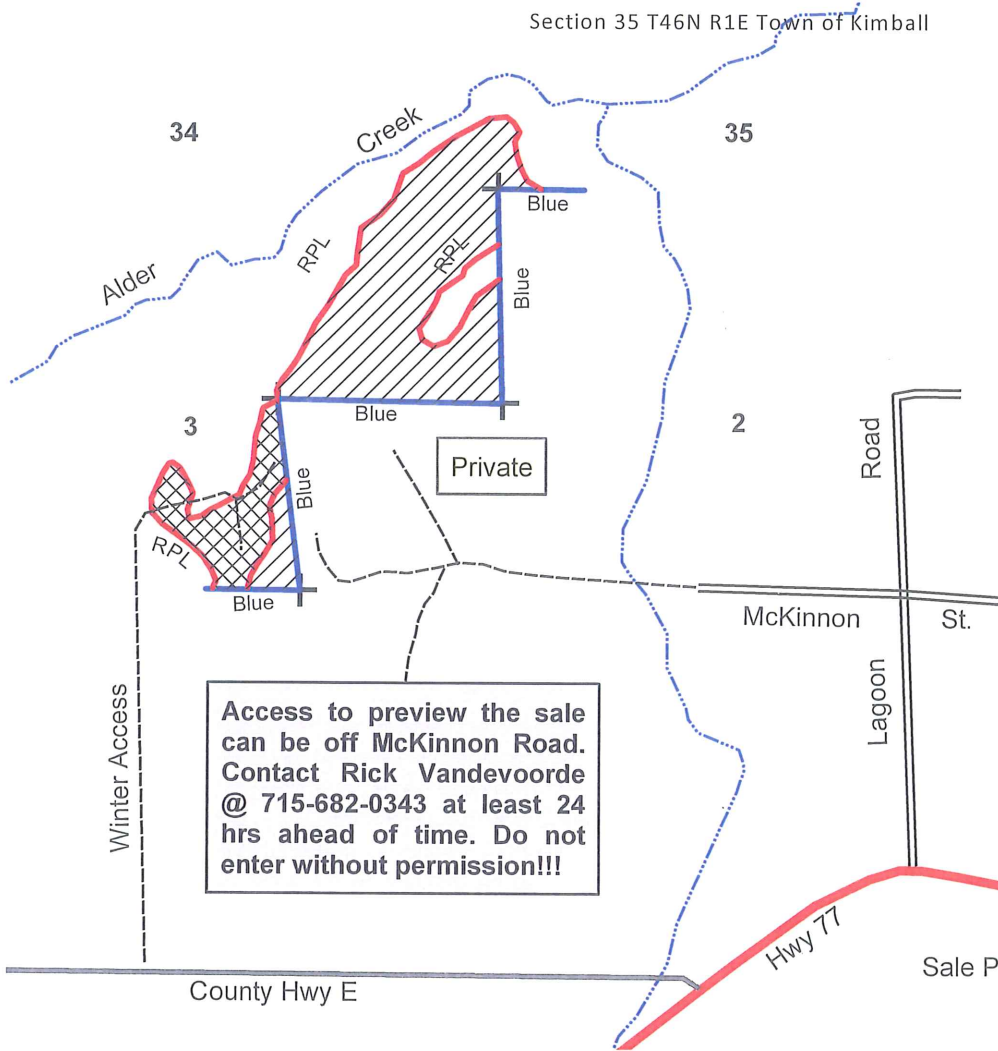 Section 35 T46N R1E Town of Kimball
34
Creek
35
Alder
RPL
RPL
Blue
Blue
Blue
3
2
Private
Road
Blue
RPL
Blue
McKinnon
St.
Winter Access
Lagoon
Access to preview the sale
can be off McKinnon Road.
Contact Rick Vandevoorde
@ 715-682-0343 at least 24
hrs ahead of time. Do not
enter without permission!!!
Hwy 77
Sale P
County Hwy E